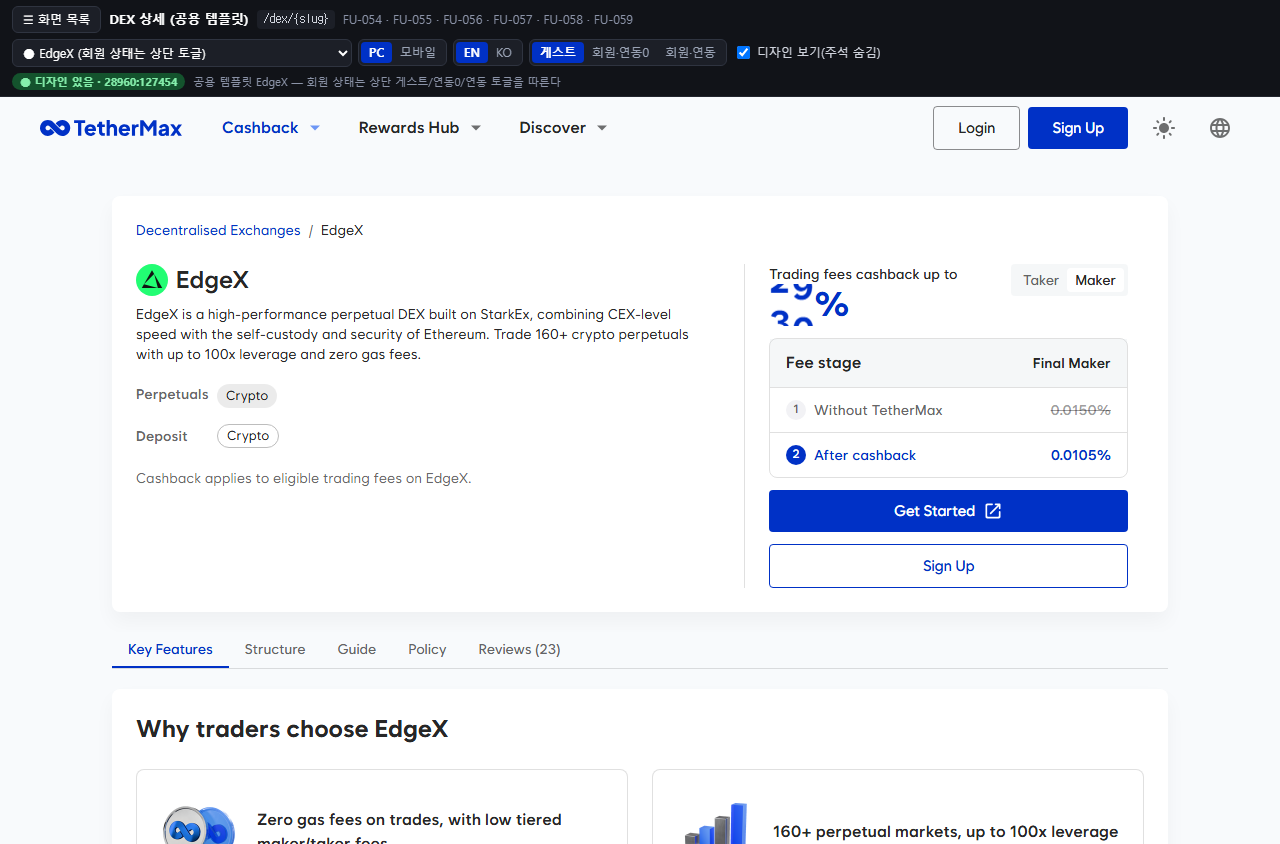 ☰ 화면 목록 DEX 상세 (공용 템플릿) /dex/{slug} FU-054 · FU-055 · FU-056 · FU-057 · FU-058 · FU-059
● EdgeX (회원 상태는 상단 토글) PC 모바일 EN KO 게스트 회원·연동0 회원·연동 디자인 보기(주석 숨김)
● 디자인 있음 · 28960:127454 공용 템플릿 EdgeX — 회원 상태는 상단 게스트/연동0/연동 토글을 따른다
TetherMax Cashback Rewards Hub Discover Login Sign Up
Decentralised Exchanges / EdgeX
EdgeX
EdgeX is a high-performance perpetual DEX built on StarkEx, combining CEX-level
speed with the self-custody and security of Ethereum. Trade 160+ crypto perpetuals
with up to 100x leverage and zero gas fees.
Perpetuals Crypto
Deposit Crypto
Cashback applies to eligible trading fees on EdgeX.
Trading fees cashback up to
Taker Maker
29
30
%
Fee stage Final Maker
1 Without TetherMax 0.0150%
2 After cashback 0.0105%
Get Started
Sign Up
Key Features Structure Guide Policy Reviews (23)
Why traders choose EdgeX
Zero gas fees on trades, with low tiered
maker/taker fees
160+ perpetual markets, up to 100x leverage